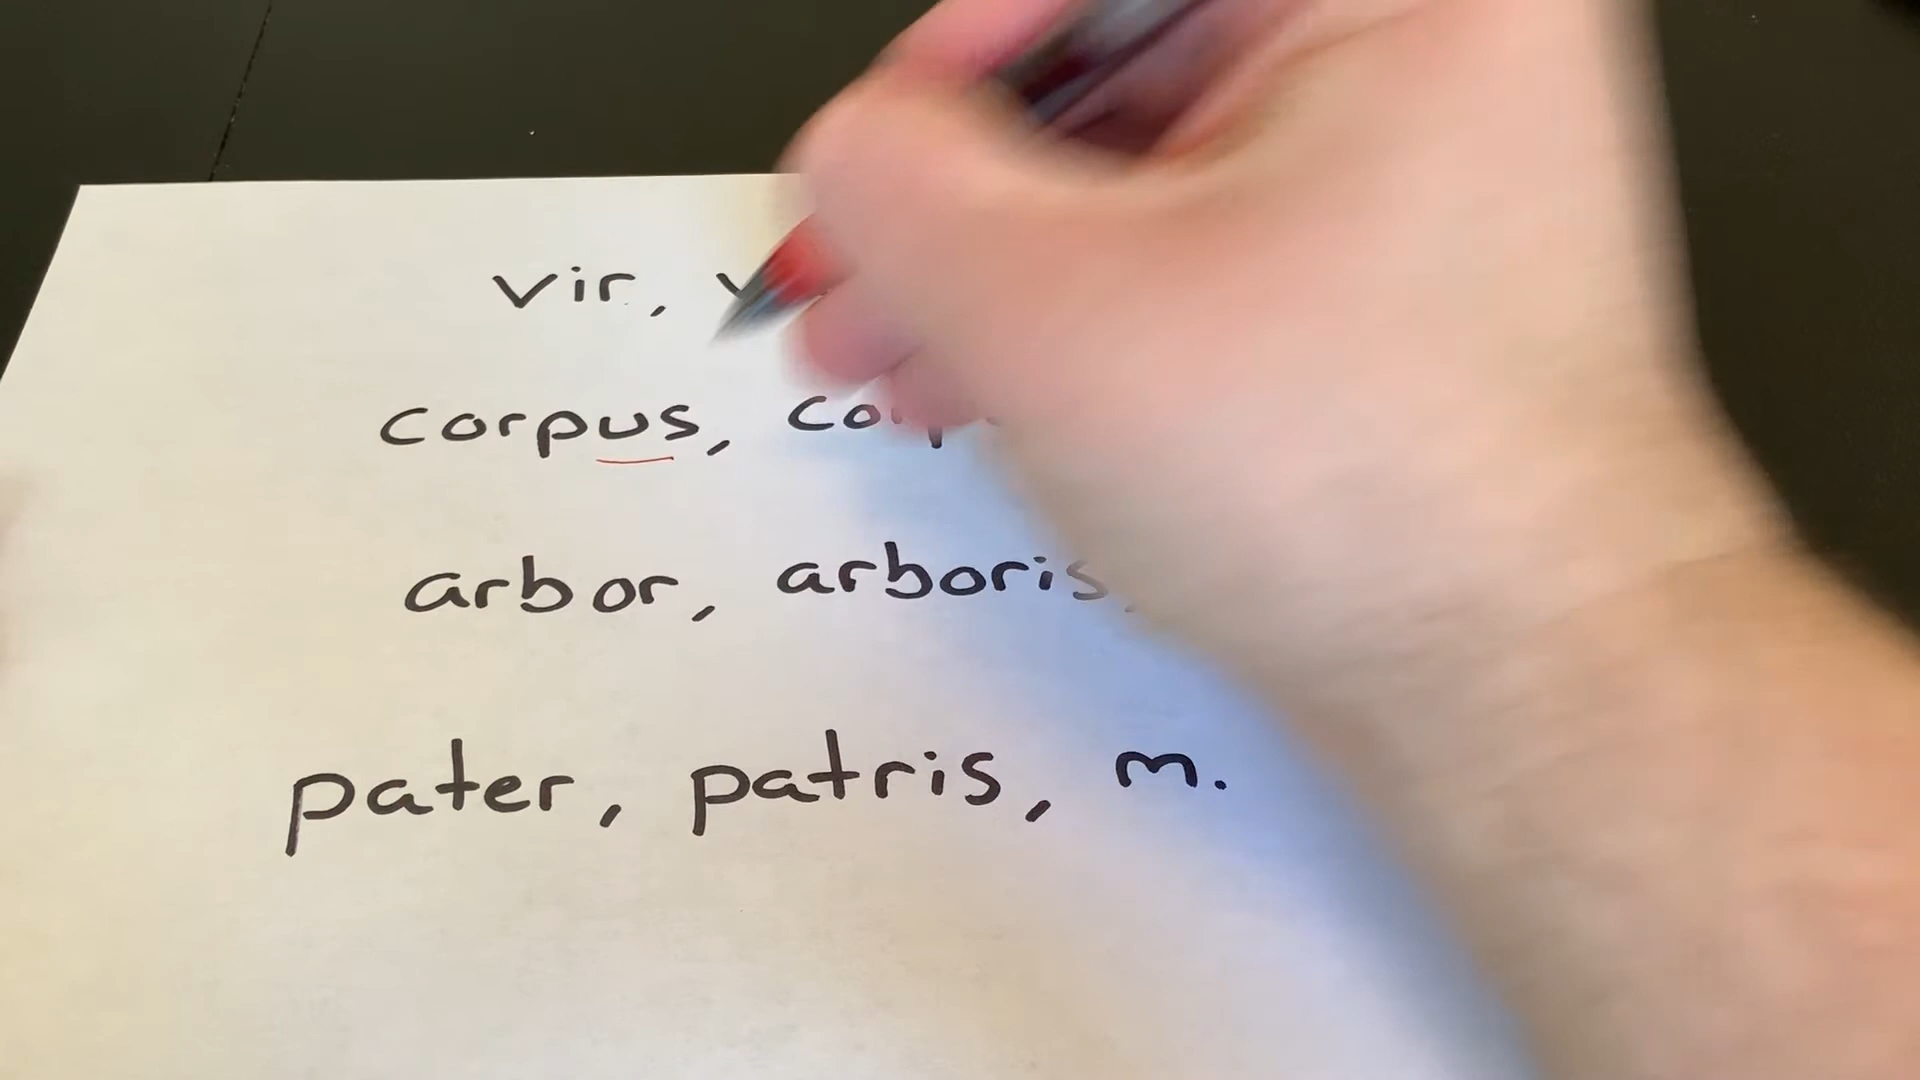 vir,
corpus,
arbor, arboris,
pater, patris, m.